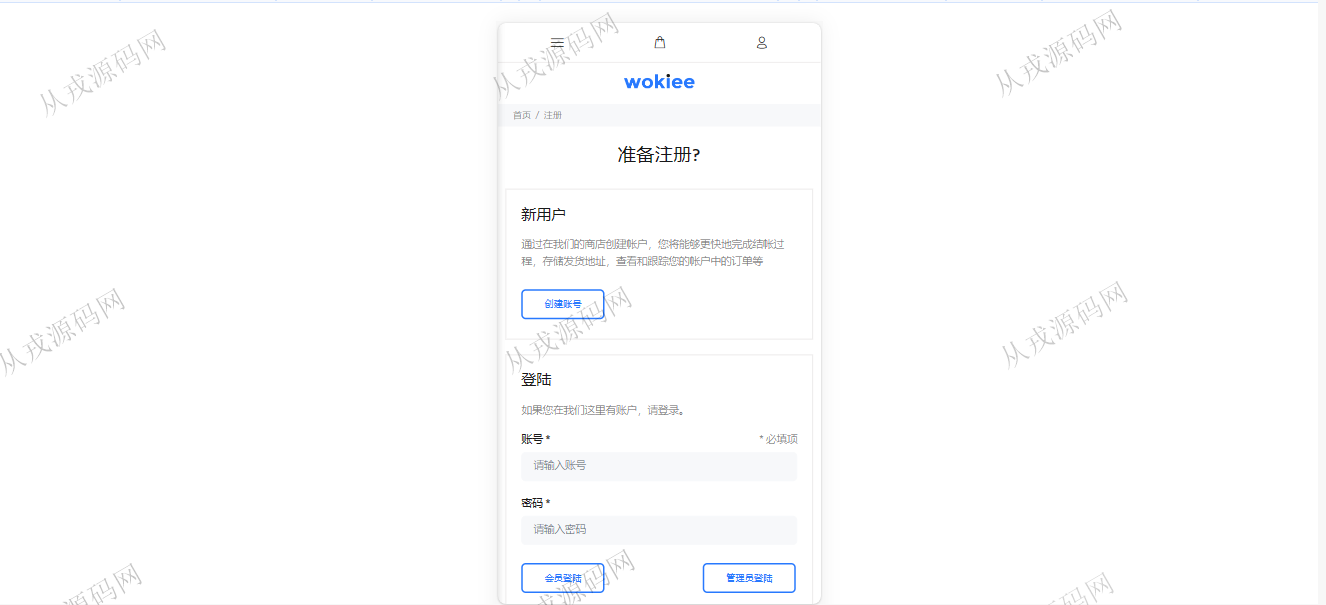 wokiee
首页 / 注册
准备注册?
新用户
通过在我们的商店创建帐户，您将能够更快地完成结帐过
程，存储发货地址，查看和跟踪您的帐户中的订单等
创建账号
登陆
如果您在我们这里有账户，请登录。
账号 *
* 必填项
请输入账号
密码 *
请输入密码
会员登陆
管理员登陆
从戎源码网
从戎源码网
从戎源码网
从戎源码网
从戎源码网
从戎源码网
从戎源码网
从戎源码网
源码网